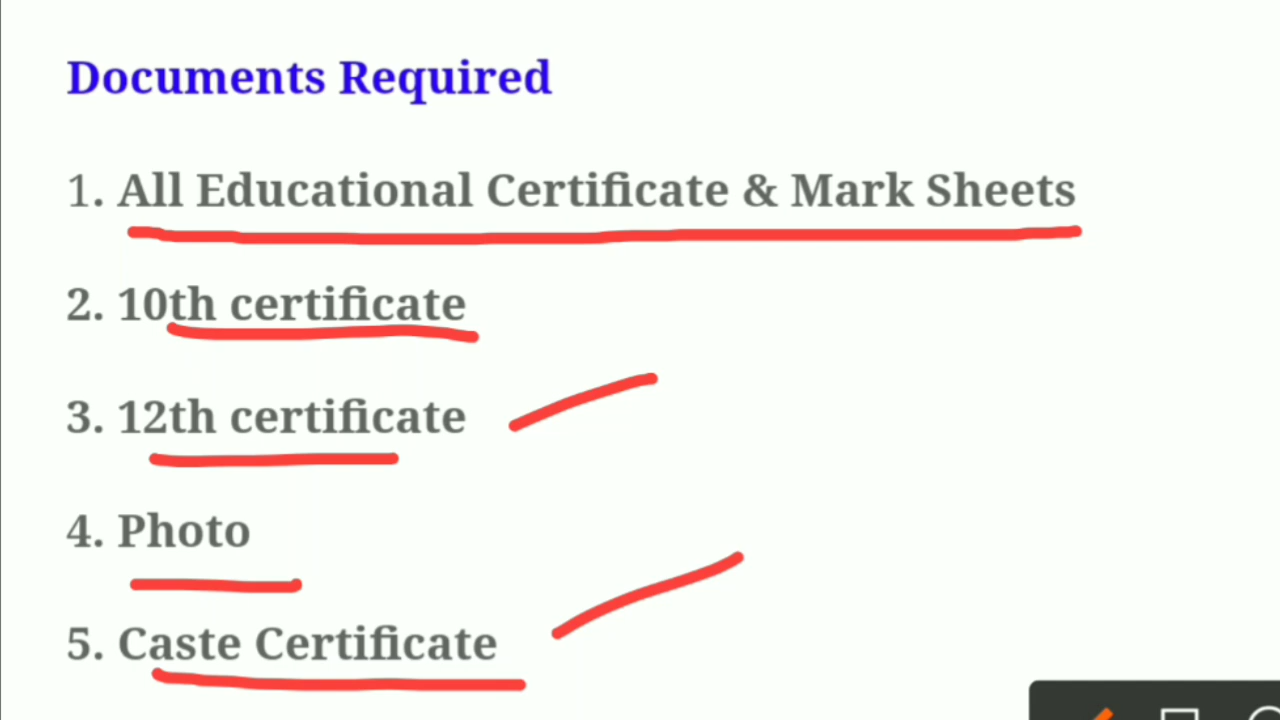 Documents Required
1. All Educational Certificate & Mark Sheets
2. 10th certificate
3. 12th certificate
4. Photo
5. Caste Certificate